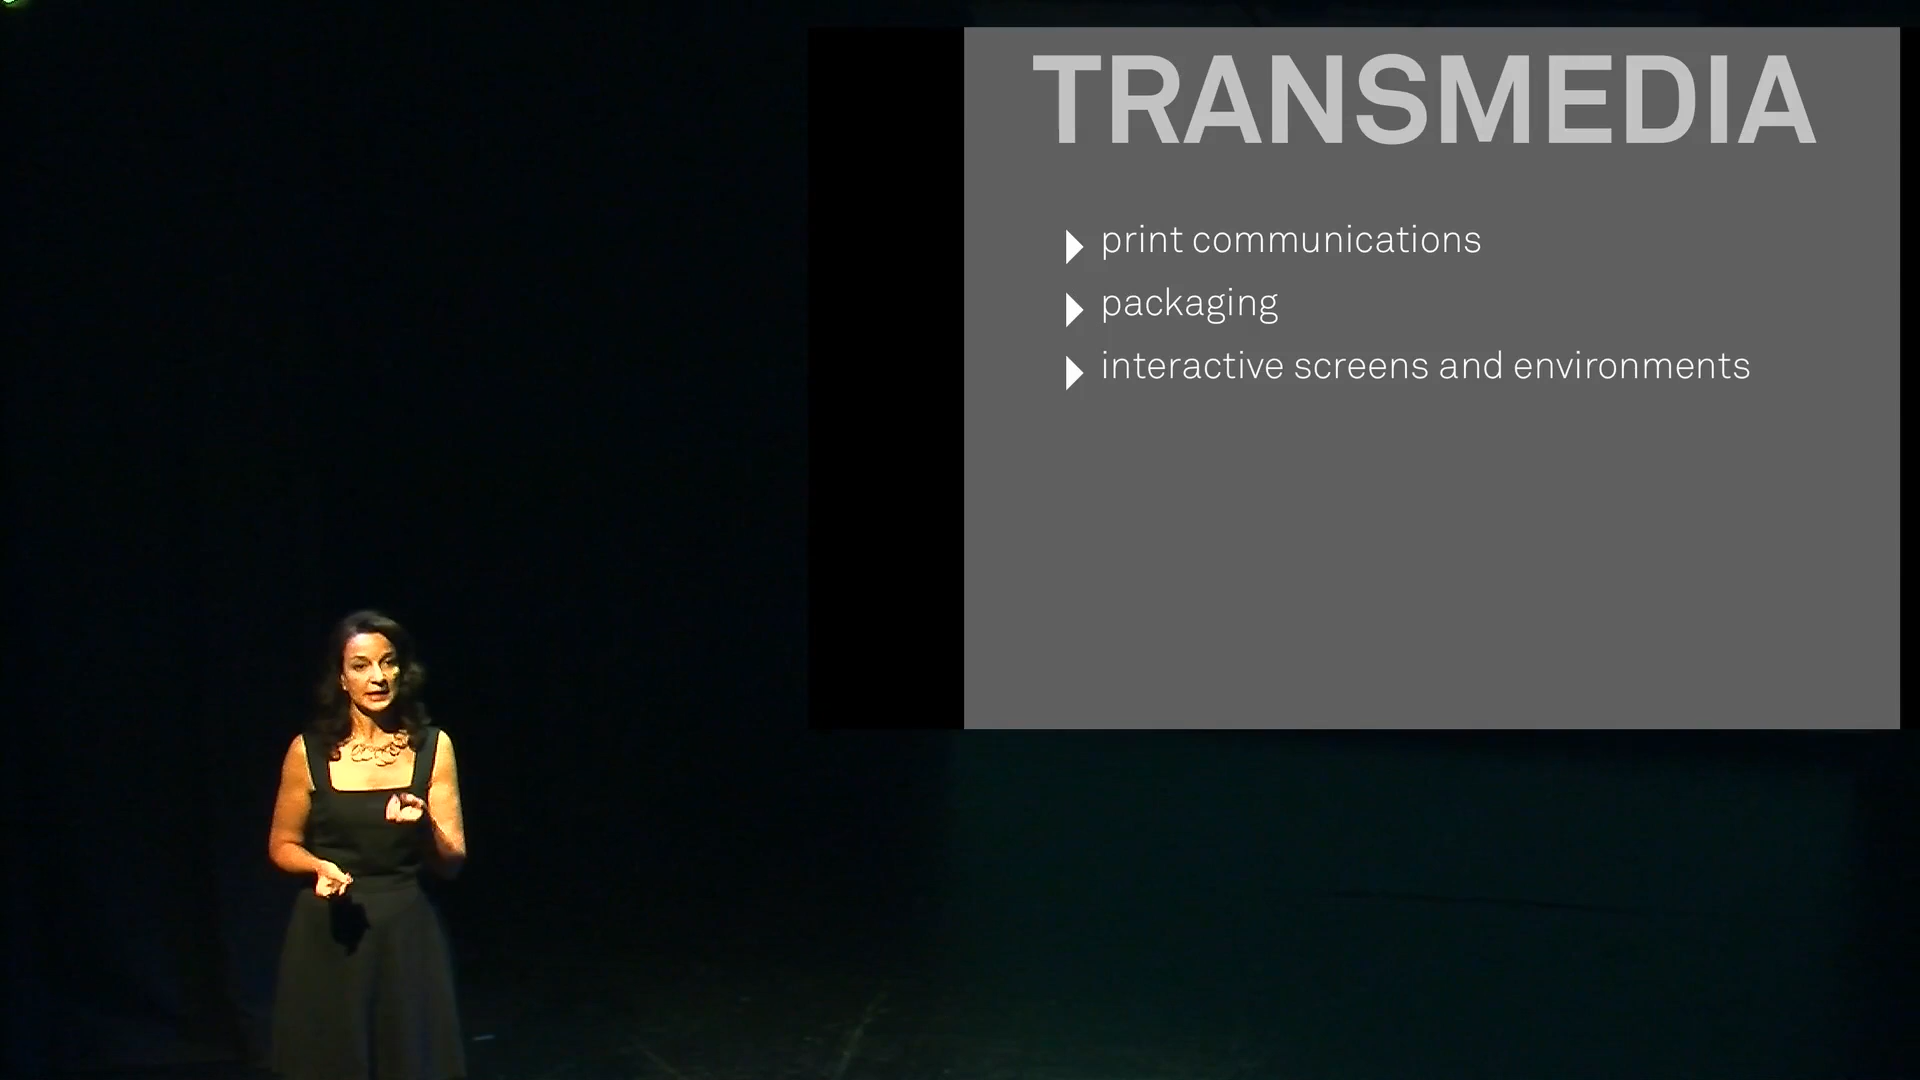 TRANSMEDIA
print communications
packaging
interactive screens and environments